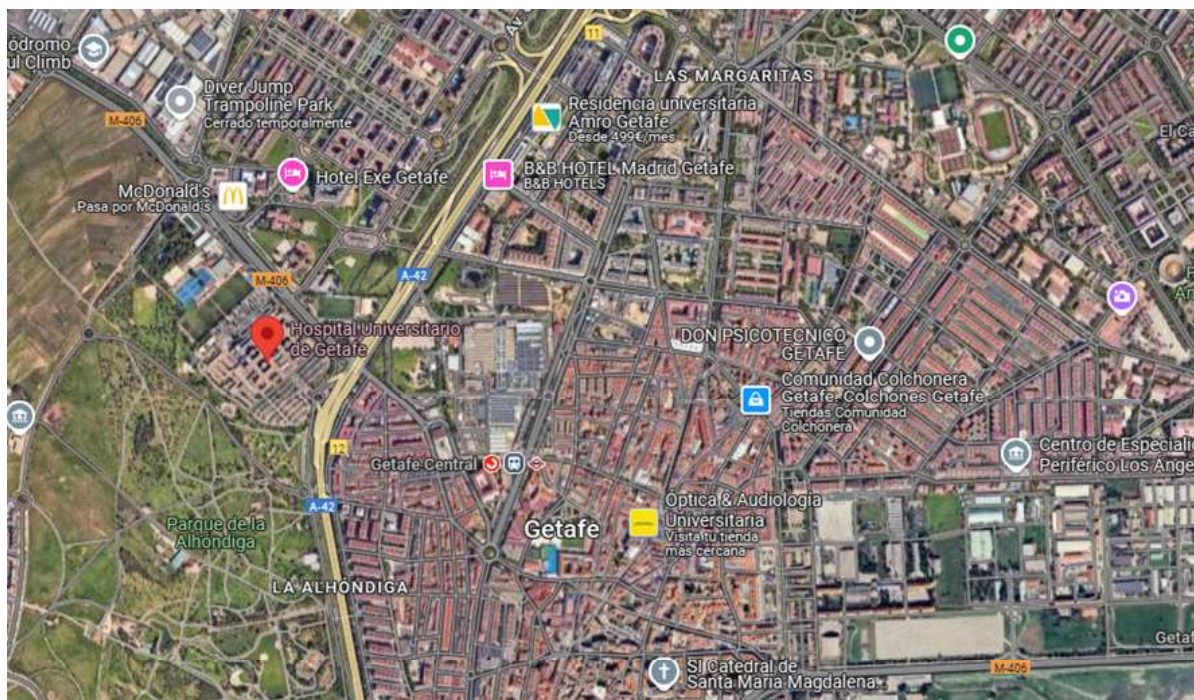 11
ódromo
ul Climb
LAS MARGARITAS
Diver Jump
Trampoline Park
Cerrado temporalmente
M-406
Residencia universitaria
Amro Getafe
Desde 499€/mes
Hotel Exe Getafe
B&B HOTEL Madrid Getafe
B&B HOTELS
McDonald's
Pasa por McDonald's
M-406
A-42
Hospital Universitario
de Getafe
DON PSICOTECNICO
GETAFE
Comunidad Colchonera
Getafe. Colchones Getafe
Tiendas Comunidad
Colchonera
12
Getafe Central
Centro de Especiali
Periférico Los Ange
A-42
Parque de la
Alhóndiga
Getafe
Óptica & Audiología
Universitaria
Visita tu tienda
más cercana
LA ALHÓNDIGA
Getaf
M-406
SI Catedral de
Santa María Magdalena